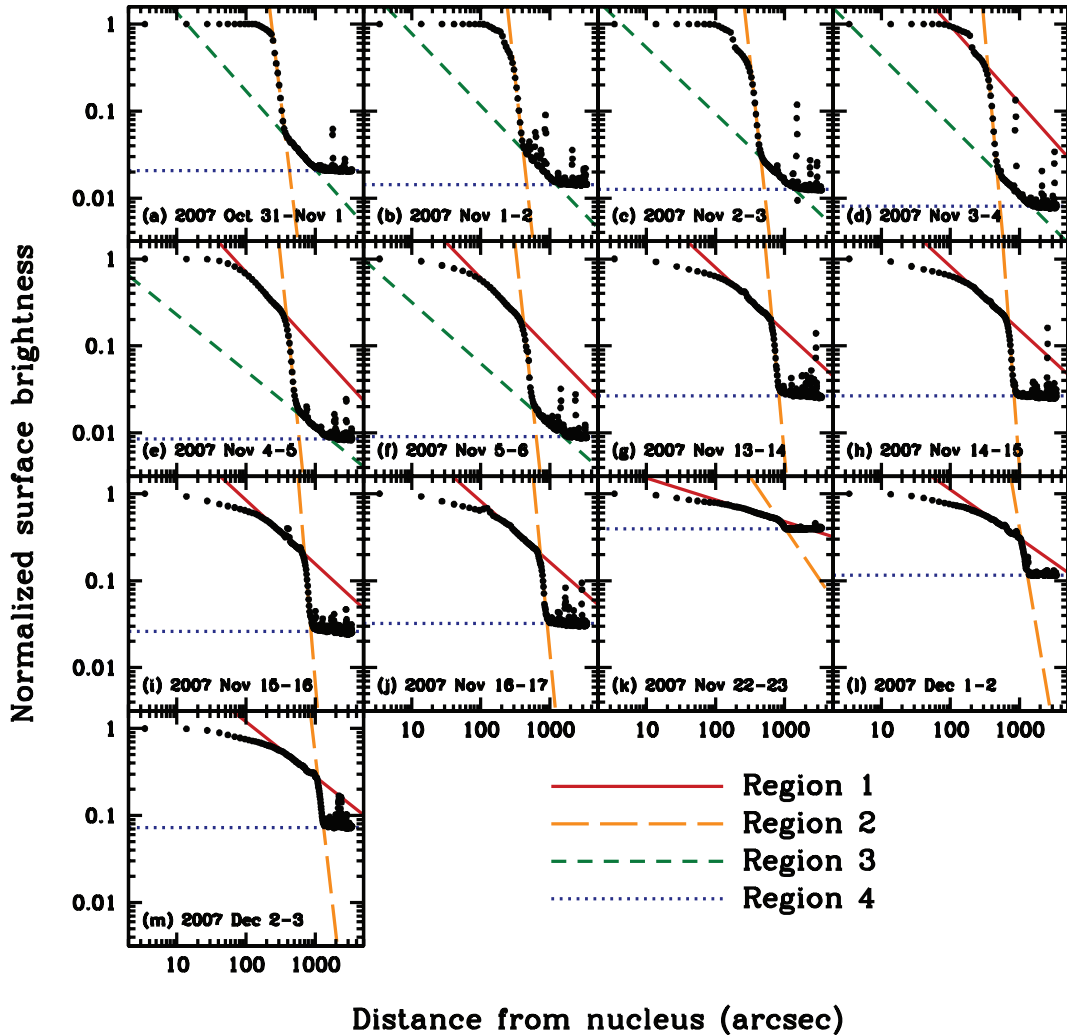 Normalized surface brightness
1
0.1
0.01
(a) 2007 Oct 31-Nov 1
(b) 2007 Nov 1-2
(c) 2007 Nov 2-3
(d) 2007 Nov 3-4
1
0.1
0.01
(e) 2007 Nov 4-5
(f) 2007 Nov 5-6
(g) 2007 Nov 13-14
(h) 2007 Nov 14-15
1
0.1
0.01
(i) 2007 Nov 15-16
(j) 2007 Nov 16-17
(k) 2007 Nov 22-23
(l) 2007 Dec 1-2
10 100 1000
10 100 1000
10 100 1000
1
0.1
0.01
(m) 2007 Dec 2-3
10 100 1000
Region 1
Region 2
Region 3
Region 4
Distance from nucleus (arcsec)